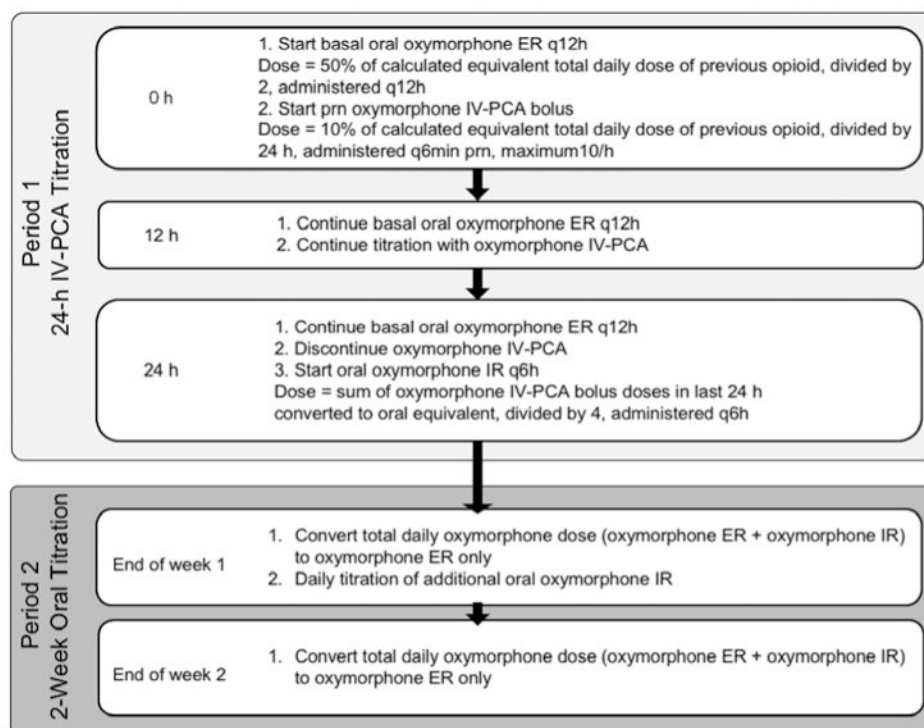 Period 1
24-h IV-PCA Titration
0 h
1. Start basal oral oxymorphone ER q12h
Dose = 50% of calculated equivalent total daily dose of previous opioid, divided by
2, administered q12h
2. Start prn oxymorphone IV-PCA bolus
Dose = 10% of calculated equivalent total daily dose of previous opioid, divided by
24 h, administered q6min prn, maximum10/h
12 h
1. Continue basal oral oxymorphone ER q12h
2. Continue titration with oxymorphone IV-PCA
24 h
1. Continue basal oral oxymorphone ER q12h
2. Discontinue oxymorphone IV-PCA
3. Start oral oxymorphone IR q6h
Dose = sum of oxymorphone IV-PCA bolus doses in last 24 h
converted to oral equivalent, divided by 4, administered q6h
Period 2
2-Week Oral Titration
End of week 1
1. Convert total daily oxymorphone dose (oxymorphone ER + oxymorphone IR)
to oxymorphone ER only
2. Daily titration of additional oral oxymorphone IR
End of week 2
1. Convert total daily oxymorphone dose (oxymorphone ER + oxymorphone IR)
to oxymorphone ER only